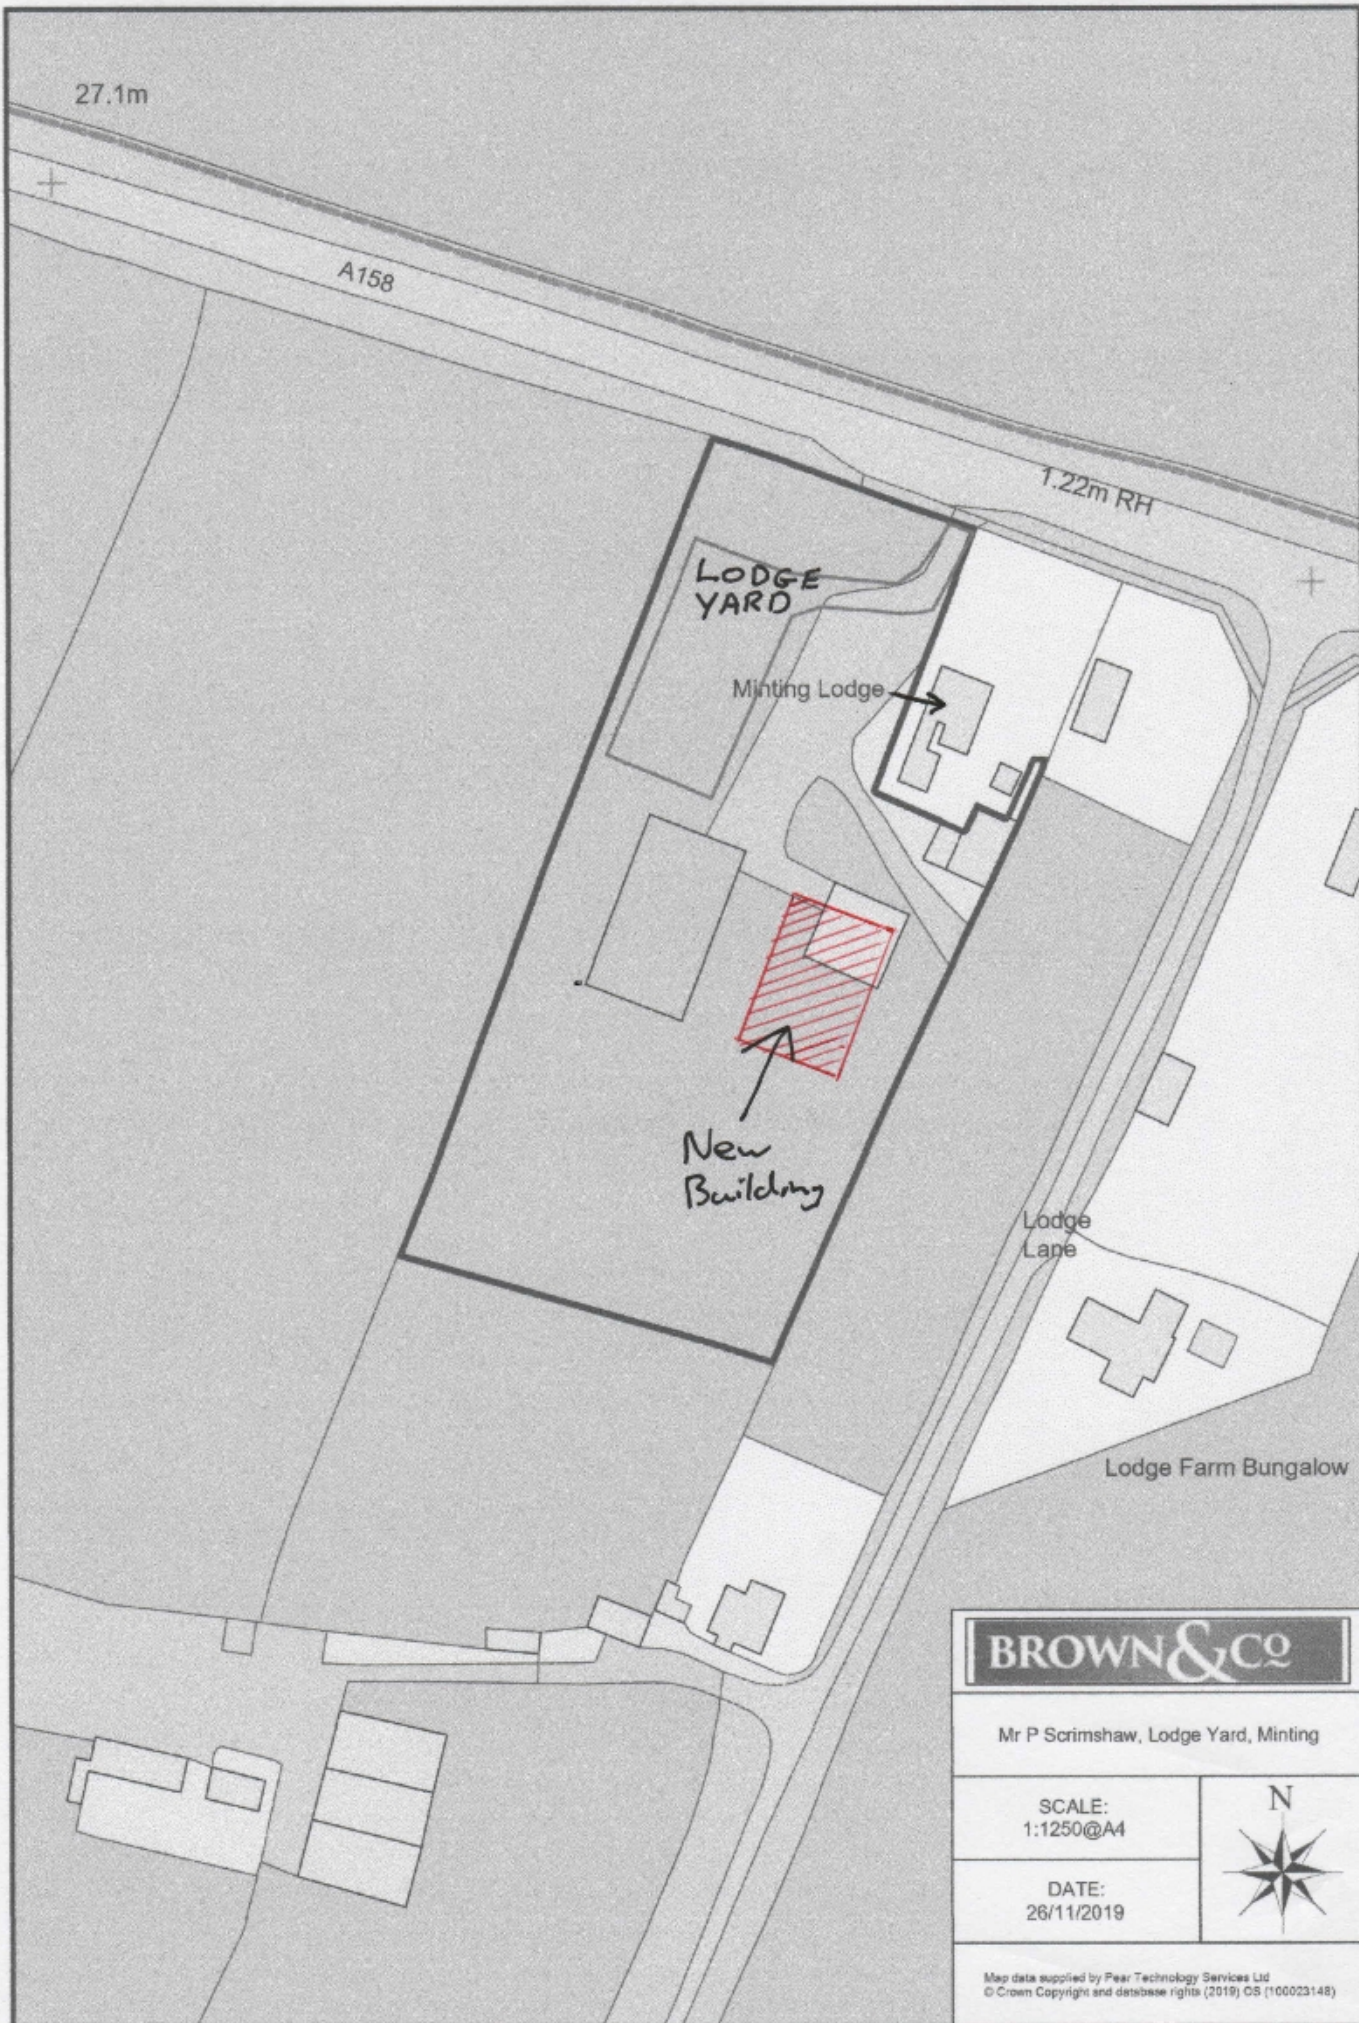 27.1m
A158
1.22m RH
LODGE
YARD
Minting Lodge
New
Building
Lodge
Lane
Lodge Farm Bungalow
BROWN&CO
Mr P Scrimshaw, Lodge Yard, Minting
SCALE:
1:1250@A4
N
DATE:
26/11/2019
Map data supplied by Pear Technology Services Ltd
© Crown Copyright and database rights (2019) OS (100023148)